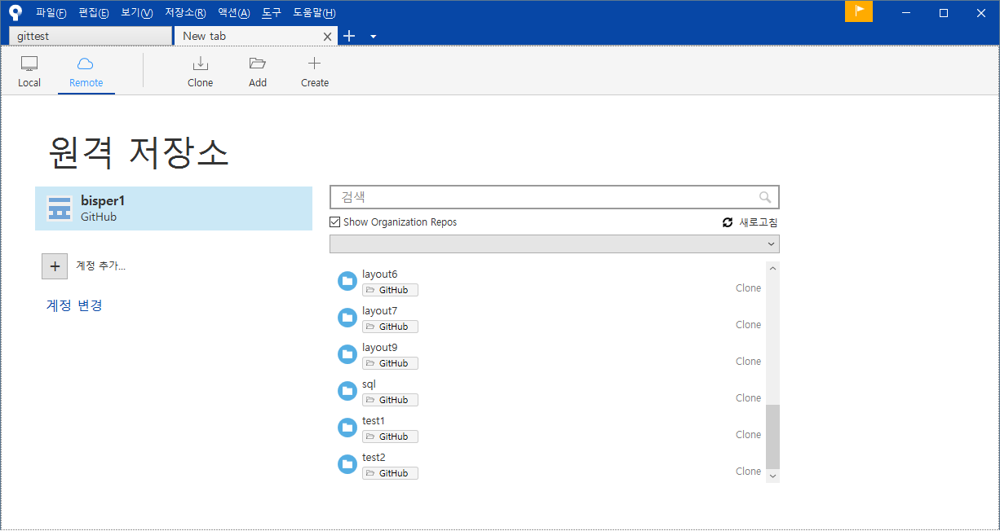 파일(F) 편집(E) 보기(V) 저장소(R) 액션(A) 도구 도움말(H)
gittest New tab
Local Remote Clone Add Create
원격 저장소
bisper1
GitHub
계정 추가...
계정 변경
검색
Show Organization Repos 새로고침
layout6
GitHub Clone
layout7
GitHub Clone
layout9
GitHub Clone
sql
GitHub Clone
test1
GitHub Clone
test2
GitHub Clone